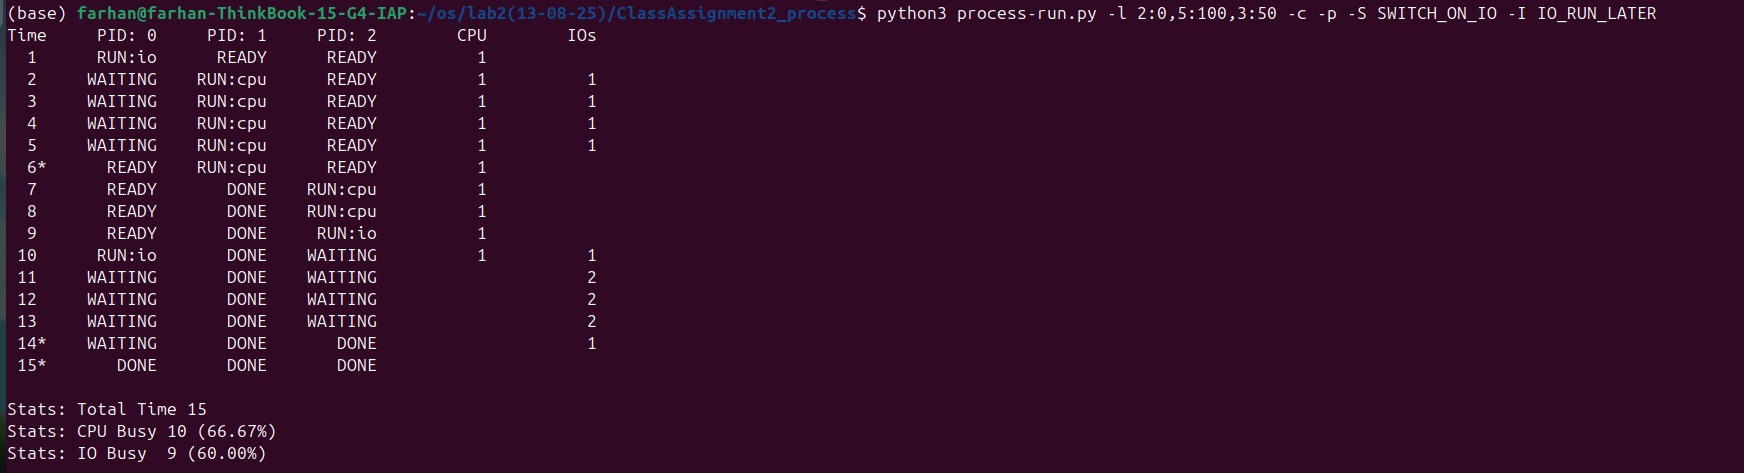 (base) farhan@farhan-ThinkBook-15-G4-IAP:~/os/lab2(13-08-25)/ClassAssignment2_process$ python3 process-run.py -l 2:0,5:100,3:50 -c -p -S SWITCH_ON_IO -I IO_RUN_LATER
Time     PID: 0     PID: 1     PID: 2        CPU        IOs
1     RUN:io      READY      READY          1
2    WAITING    RUN:cpu      READY          1          1
3    WAITING    RUN:cpu      READY          1          1
4    WAITING    RUN:cpu      READY          1          1
5    WAITING    RUN:cpu      READY          1          1
6*      READY    RUN:cpu      READY          1
7      READY       DONE    RUN:cpu          1
8      READY       DONE    RUN:cpu          1
9      READY       DONE     RUN:io          1
10     RUN:io       DONE    WAITING          1          1
11    WAITING       DONE    WAITING                     2
12    WAITING       DONE    WAITING                     2
13    WAITING       DONE    WAITING                     2
14*    WAITING       DONE       DONE                     1
15*       DONE       DONE       DONE
Stats: Total Time 15
Stats: CPU Busy 10 (66.67%)
Stats: IO Busy  9 (60.00%)